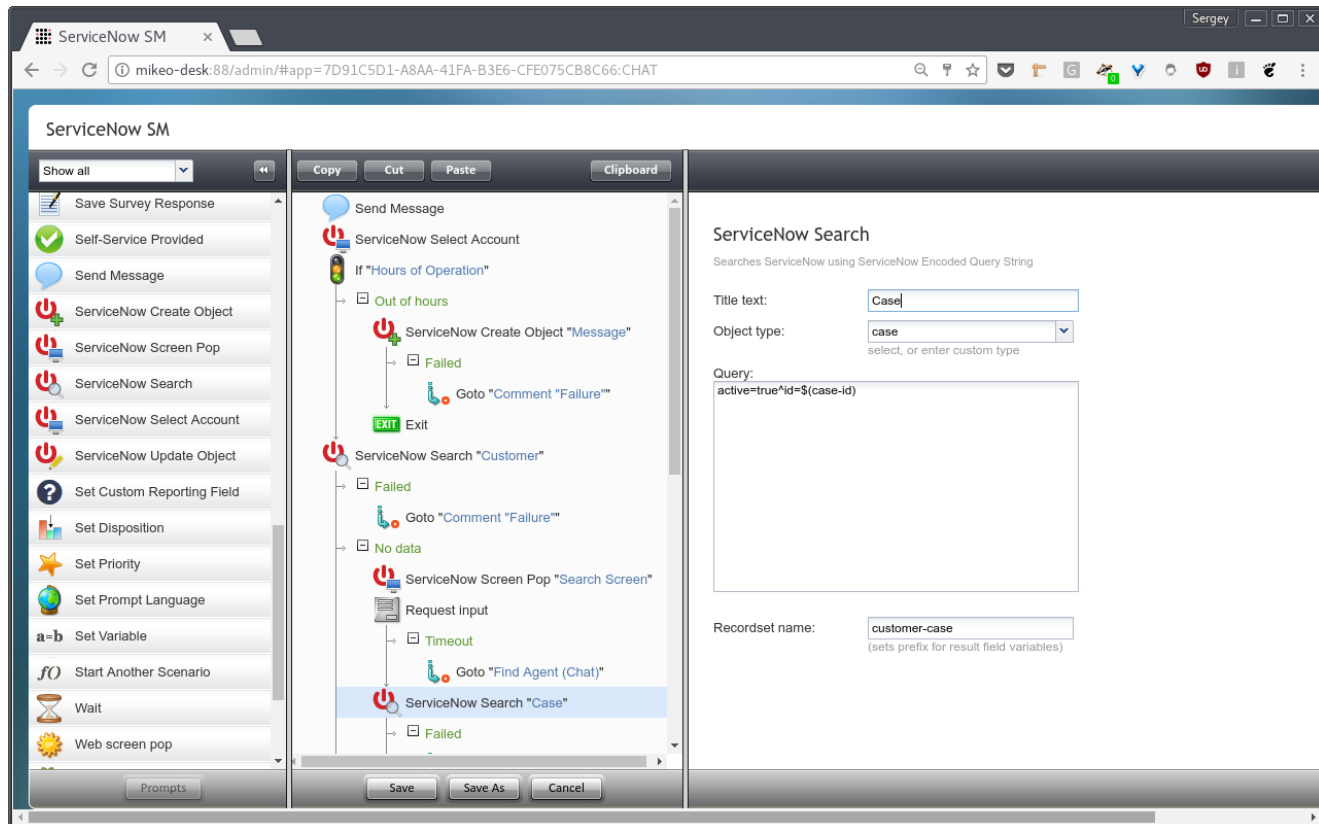 Sergey
ServiceNow SM
mikeo-desk:88/admin/#app=7D91C5D1-A8AA-41FA-B3E6-CFE075CB8C66:CHAT
ServiceNow SM
Show all
Save Survey Response
Self-Service Provided
Send Message
ServiceNow Create Object
ServiceNow Screen Pop
ServiceNow Search
ServiceNow Select Account
ServiceNow Update Object
Set Custom Reporting Field
Set Disposition
Set Priority
Set Prompt Language
a=b Set Variable
f() Start Another Scenario
Wait
Web screen pop
Prompts
Copy Cut Paste Clipboard
Send Message
ServiceNow Select Account
If "Hours of Operation"
Out of hours
ServiceNow Create Object "Message"
Failed
Goto "Comment "Failure""
EXIT Exit
ServiceNow Search "Customer"
Failed
Goto "Comment "Failure""
No data
ServiceNow Screen Pop "Search Screen"
Request input
Timeout
Goto "Find Agent (Chat)"
ServiceNow Search "Case"
Failed
Save Save As Cancel
ServiceNow Search
Searches ServiceNow using ServiceNow Encoded Query String
Title text: Case
Object type: case
select, or enter custom type
Query:
active=true^id=$(case-id)
Recordset name: customer-case
(sets prefix for result field variables)